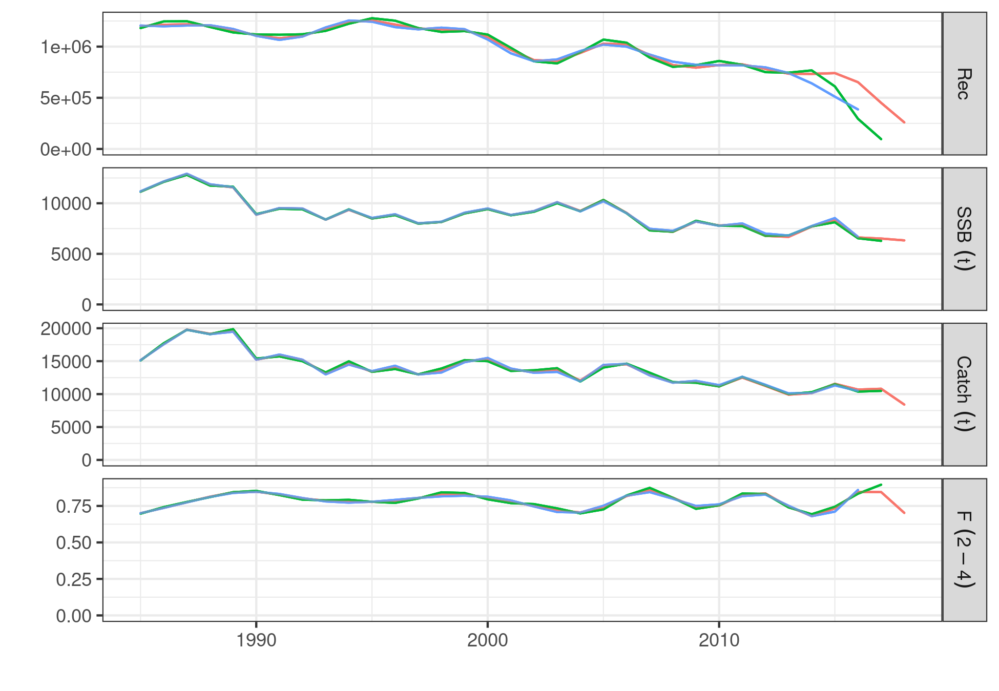 1e+06
5e+05
0e+00
Rec
10000
5000
0
SSB (t)
20000
15000
10000
5000
0
Catch (t)
0.75
0.50
0.25
0.00
F (2 – 4)
1990 2000 2010